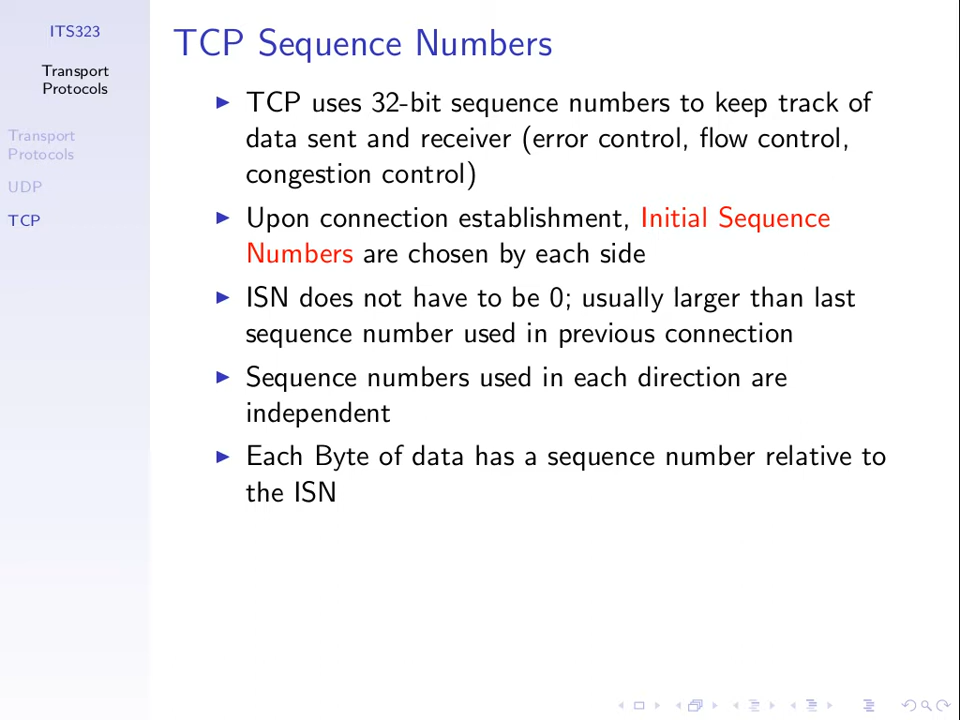 ITS323
Transport
Protocols
Transport
Protocols
UDP
TCP
TCP Sequence Numbers
TCP uses 32-bit sequence numbers to keep track of
data sent and receiver (error control, flow control,
congestion control)
Upon connection establishment, Initial Sequence
Numbers are chosen by each side
ISN does not have to be 0; usually larger than last
sequence number used in previous connection
Sequence numbers used in each direction are
independent
Each Byte of data has a sequence number relative to
the ISN